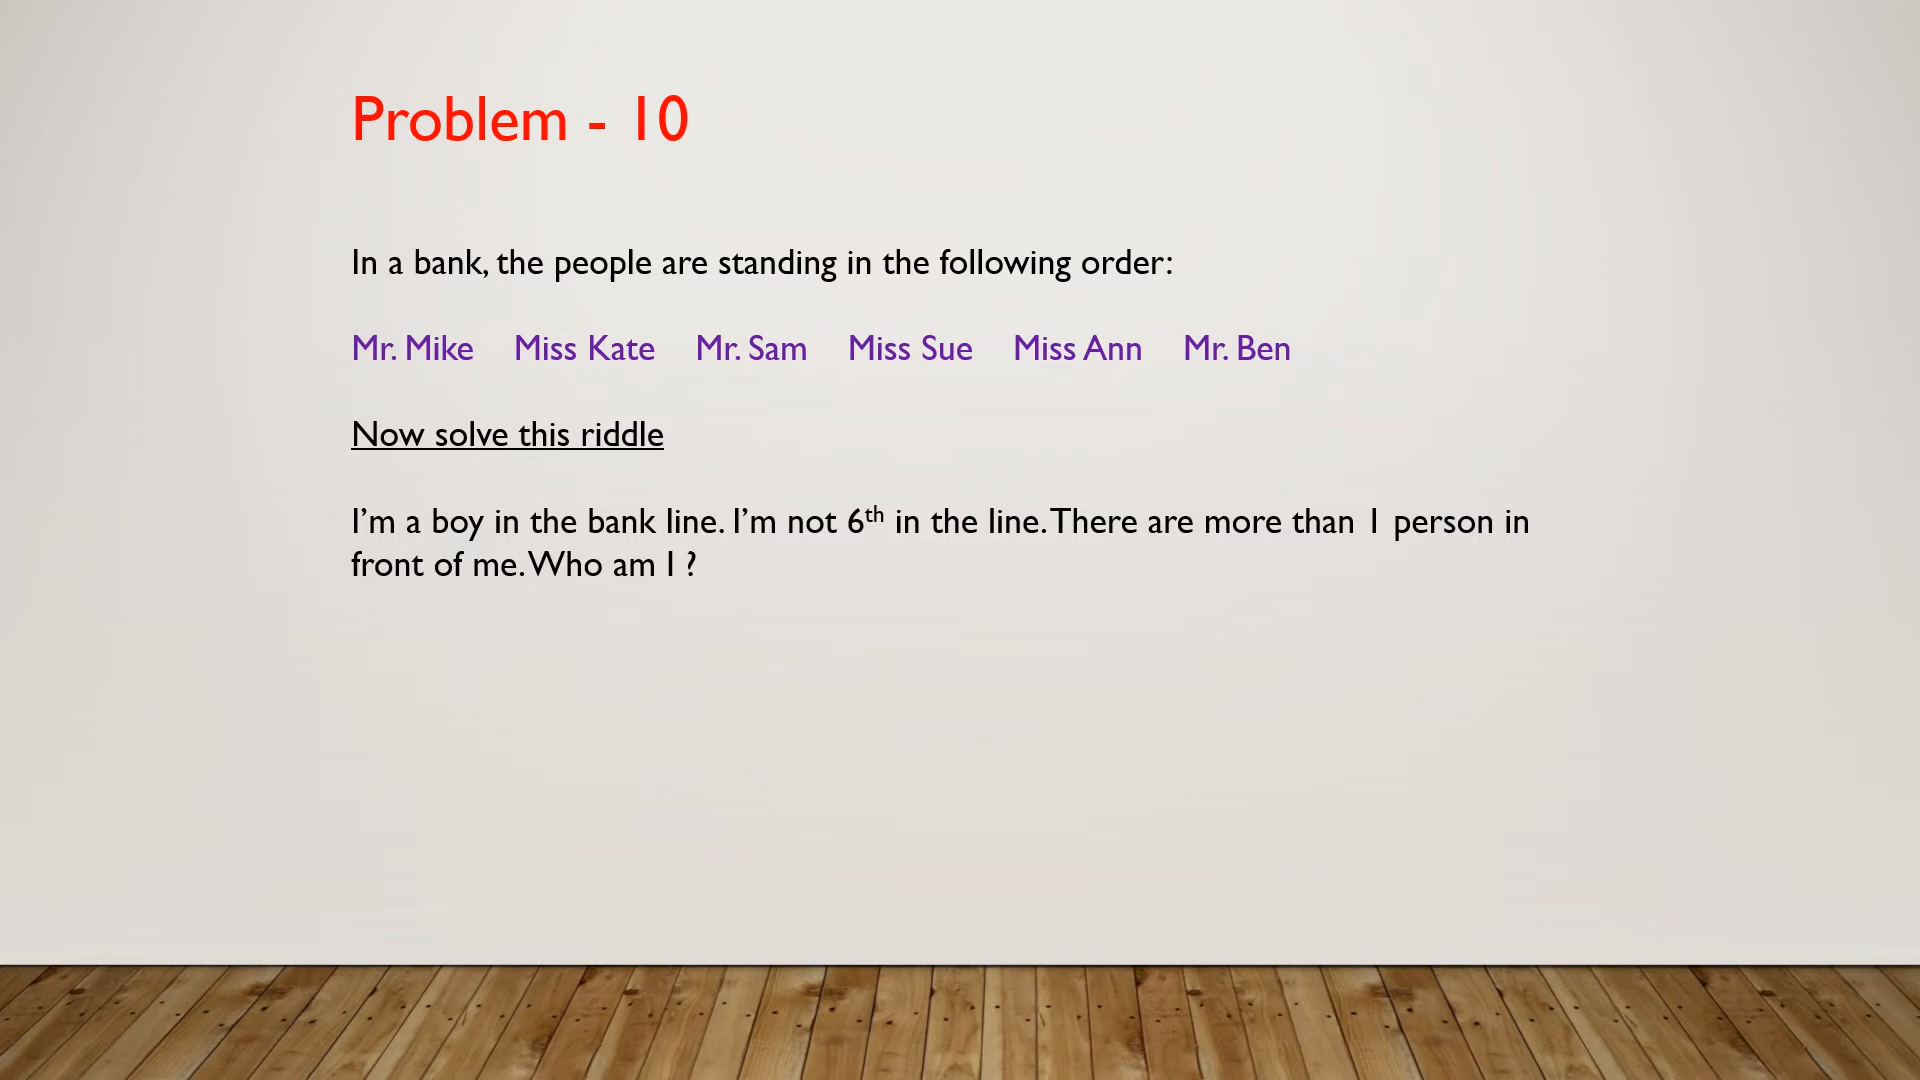 Problem - 10
In a bank, the people are standing in the following order:
Mr. Mike Miss Kate Mr. Sam Miss Sue Miss Ann Mr. Ben
Now solve this riddle
I’m a boy in the bank line. I’m not 6th in the line. There are more than 1 person in
front of me. Who am I ?